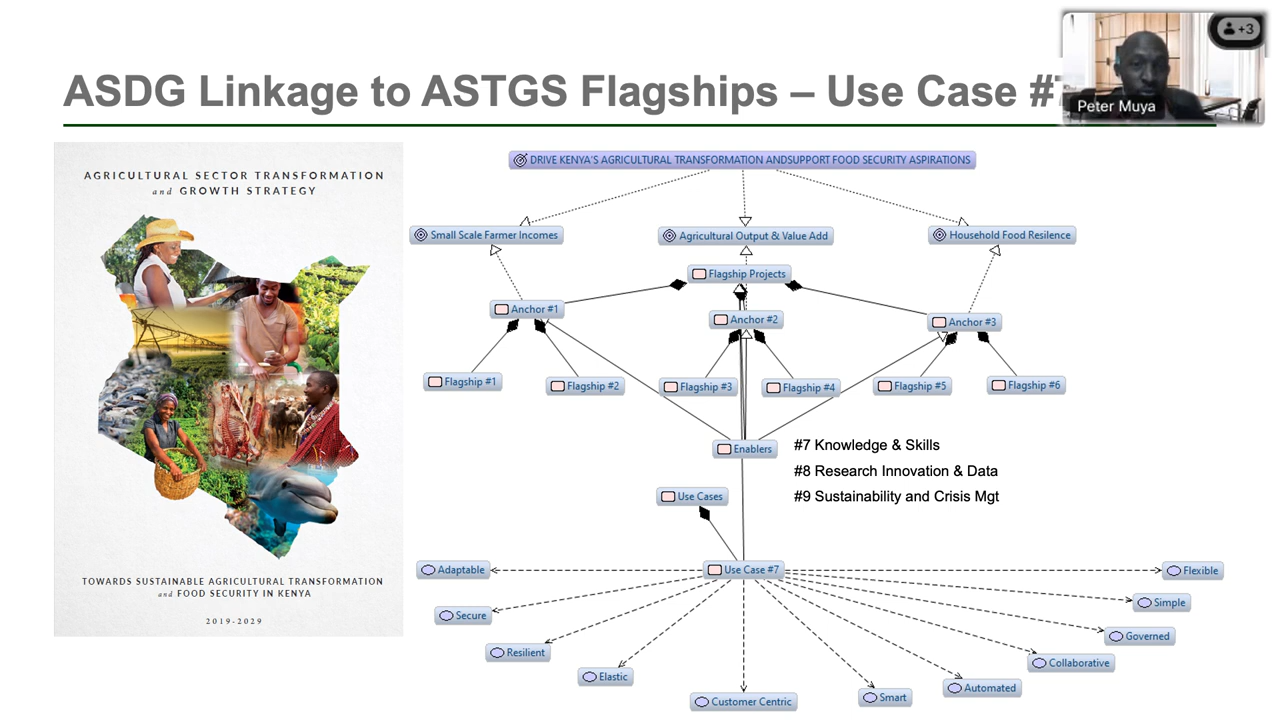 ASDG Linkage to ASTGS Flagships – Use Case #7
+3
Peter Muya
AGRICULTURAL SECTOR TRANSFORMATION
and GROWTH STRATEGY
TOWARDS SUSTAINABLE AGRICULTURAL TRANSFORMATION
and FOOD SECURITY IN KENYA
2019-2029
DRIVE KENYA'S AGRICULTURAL TRANSFORMATION ANDSUPPORT FOOD SECURITY ASPIRATIONS
Small Scale Farmer Incomes
Agricultural Output & Value Add
Household Food Resilence
Flagship Projects
Anchor #1
Anchor #2
Anchor #3
Flagship #1
Flagship #2
Flagship #3
Flagship #4
Flagship #5
Flagship #6
Enablers
#7 Knowledge & Skills
#8 Research Innovation & Data
#9 Sustainability and Crisis Mgt
Use Cases
Use Case #7
Adaptable
Flexible
Secure
Simple
Resilient
Governed
Elastic
Collaborative
Customer Centric
Smart
Automated